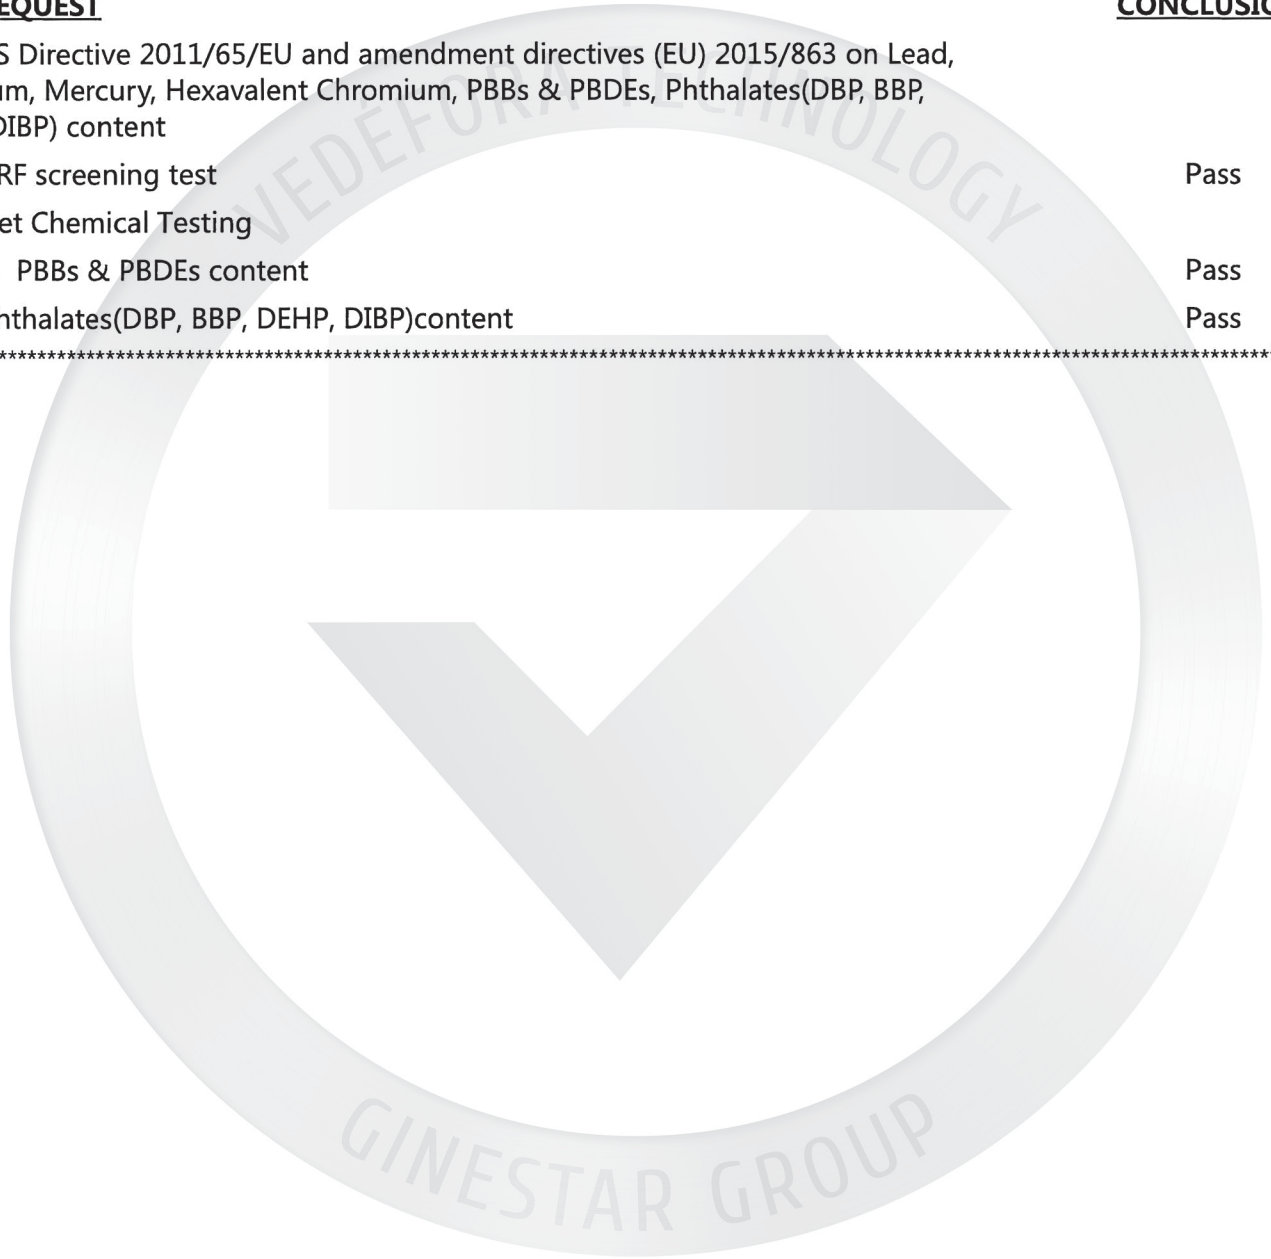 EQUEST CONCLUSIO
S Directive 2011/65/EU and amendment directives (EU) 2015/863 on Lead,
um, Mercury, Hexavalent Chromium, PBBs & PBDEs, Phthalates(DBP, BBP,
DIBP) content
RF screening test Pass
et Chemical Testing
PBBs & PBDEs content Pass
hthalates(DBP, BBP, DEHP, DIBP)content Pass
VEDEFORA TECHNOLOGY
GINESTAR GROUP